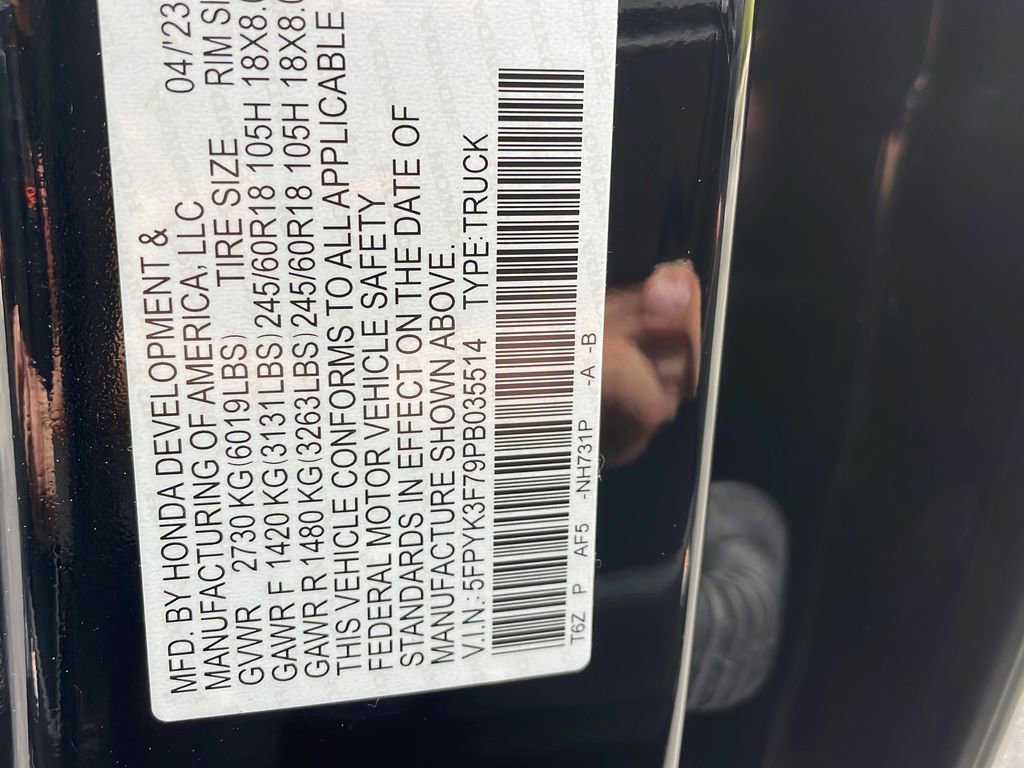 MFD. BY HONDA DEVELOPMENT &
MANUFACTURING OF AMERICA, LLC 04/'23
TIRE SIZE RIM SI
GVWR 2730 KG(6019LBS)
GAWR F 1420 KG(3131LBS)245/60R18 105H 18X8.0
GAWR R 1480 KG(3263LBS)245/60R18 105H 18X8.0
THIS VEHICLE CONFORMS TO ALL APPLICABLE
FEDERAL MOTOR VEHICLE SAFETY
STANDARDS IN EFFECT ON THE DATE OF
MANUFACTURE SHOWN ABOVE.
V.I.N.:5FPYK3F79PB035514 TYPE:TRUCK
T6Z P AF5 -NH731P -A -B